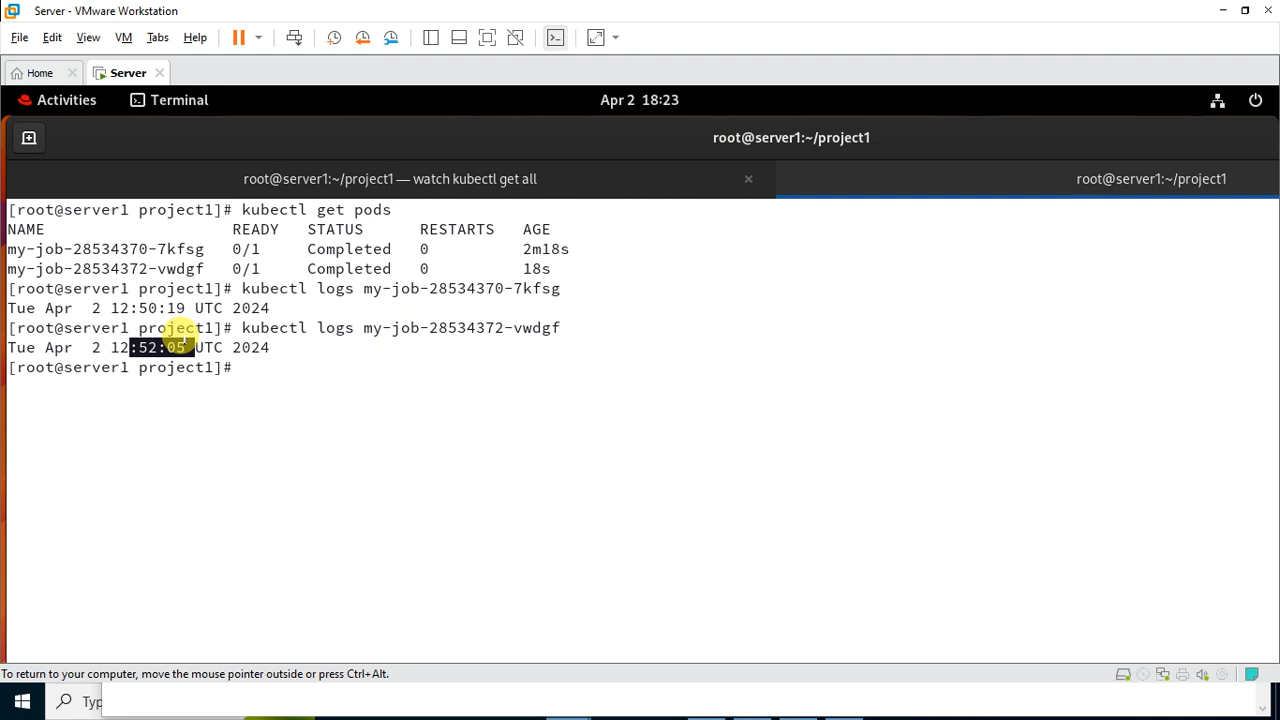 Server - VMware Workstation
File Edit View VM Tabs Help
Home Server
Activities Terminal Apr 2 18:23
root@server1:~/project1
root@server1:~/project1 — watch kubectl get all root@server1:~/project1
[root@server1 project1]# kubectl get pods
NAME READY STATUS RESTARTS AGE
my-job-28534370-7kfsg 0/1 Completed 0 2m18s
my-job-28534372-vwdgf 0/1 Completed 0 18s
[root@server1 project1]# kubectl logs my-job-28534370-7kfsg
Tue Apr 2 12:50:19 UTC 2024
[root@server1 project1]# kubectl logs my-job-28534372-vwdgf
Tue Apr 2 12:52:05 UTC 2024
[root@server1 project1]#
To return to your computer, move the mouse pointer outside or press Ctrl+Alt.
Typ